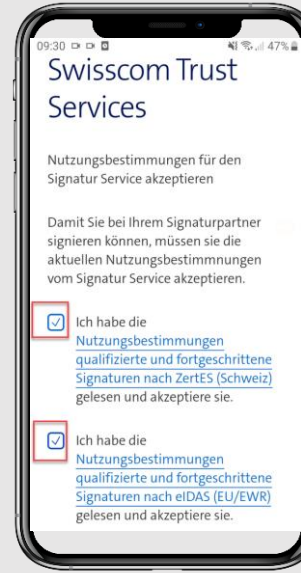 09:30 47%
Swisscom Trust
Services
Nutzungsbestimmungen für den
Signatur Service akzeptieren
Damit Sie bei Ihrem Signaturpartner
signieren können, müssen sie die
aktuellen Nutzungsbestimmnungen
vom Signatur Service akzeptieren.
Ich habe die
Nutzungsbestimmungen
qualifizierte und fortgeschrittene
Signaturen nach ZertES (Schweiz)
gelesen und akzeptiere sie.
Ich habe die
Nutzungsbestimmungen
qualifizierte und fortgeschrittene
Signaturen nach eIDAS (EU/EWR)
gelesen und akzeptiere sie.